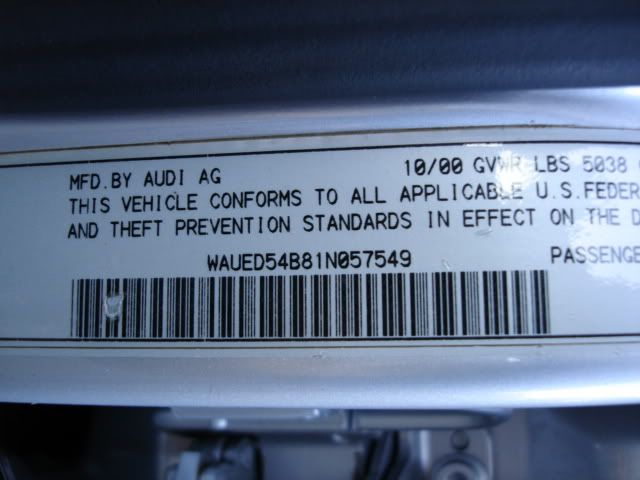 MFD.BY AUDI AG 10/00 GVWR LBS 5038
THIS VEHICLE CONFORMS TO ALL APPLICABLE U.S.FEDER
AND THEFT PREVENTION STANDARDS IN EFFECT ON THE D
WAUED54B81N057549 PASSENGE